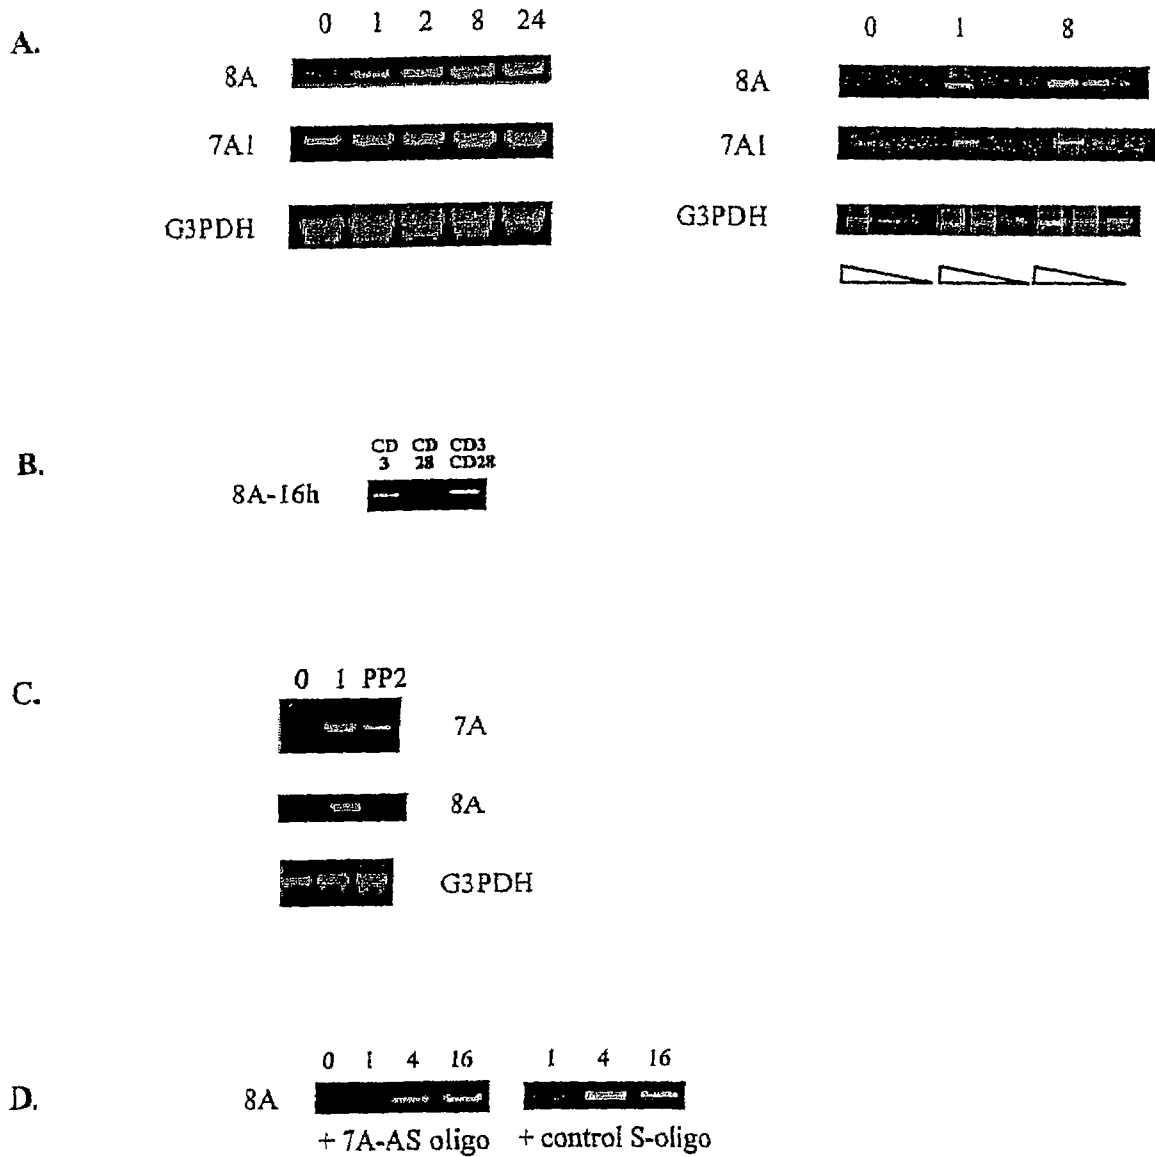 A.
0 1 2 8 24
8A
7A1
G3PDH
0 1 8
8A
7A1
G3PDH
B.
CD 3 CD 28 CD3 CD28
8A-16h
C.
0 1 PP2
7A
8A
G3PDH
D.
0 1 4 16
8A
+ 7A-AS oligo
1 4 16
+ control S-oligo